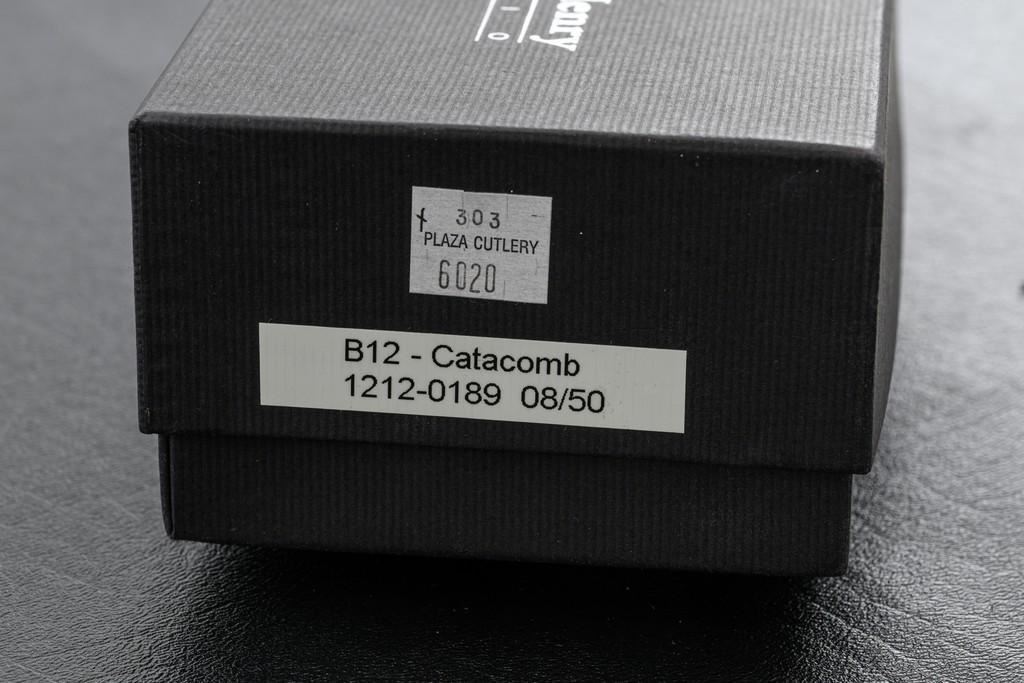 303
PLAZA CUTLERY
6020
B12 - Catacomb
1212-0189 08/50